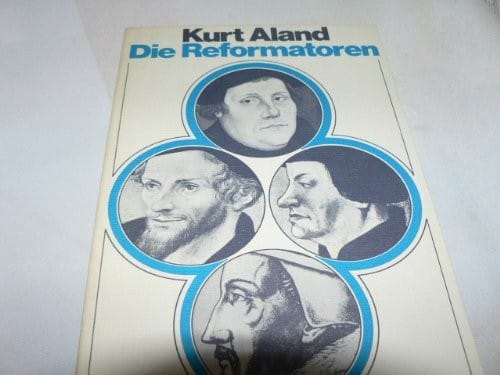 Kurt Aland
Die Reformatoren